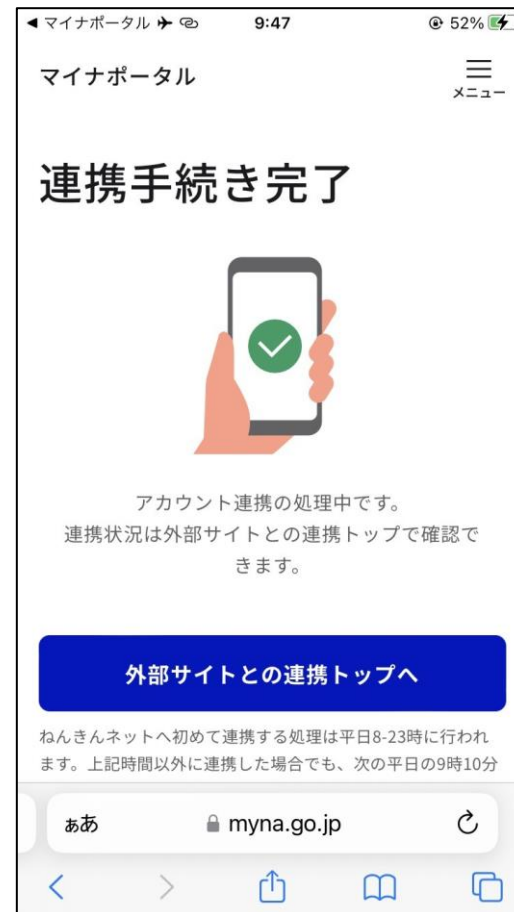 ◀ マイナポータル 9:47 52%
マイナポータル
メニュー
連携手続き完了
アカウント連携の処理中です。
連携状況は外部サイトとの連携トップで確認で
きます。
外部サイトとの連携トップへ
ねんきんネットへ初めて連携する処理は平日8-23時に行われ
ます。上記時間以外に連携した場合でも、次の平日の9時10分
ぁあ myna.go.jp